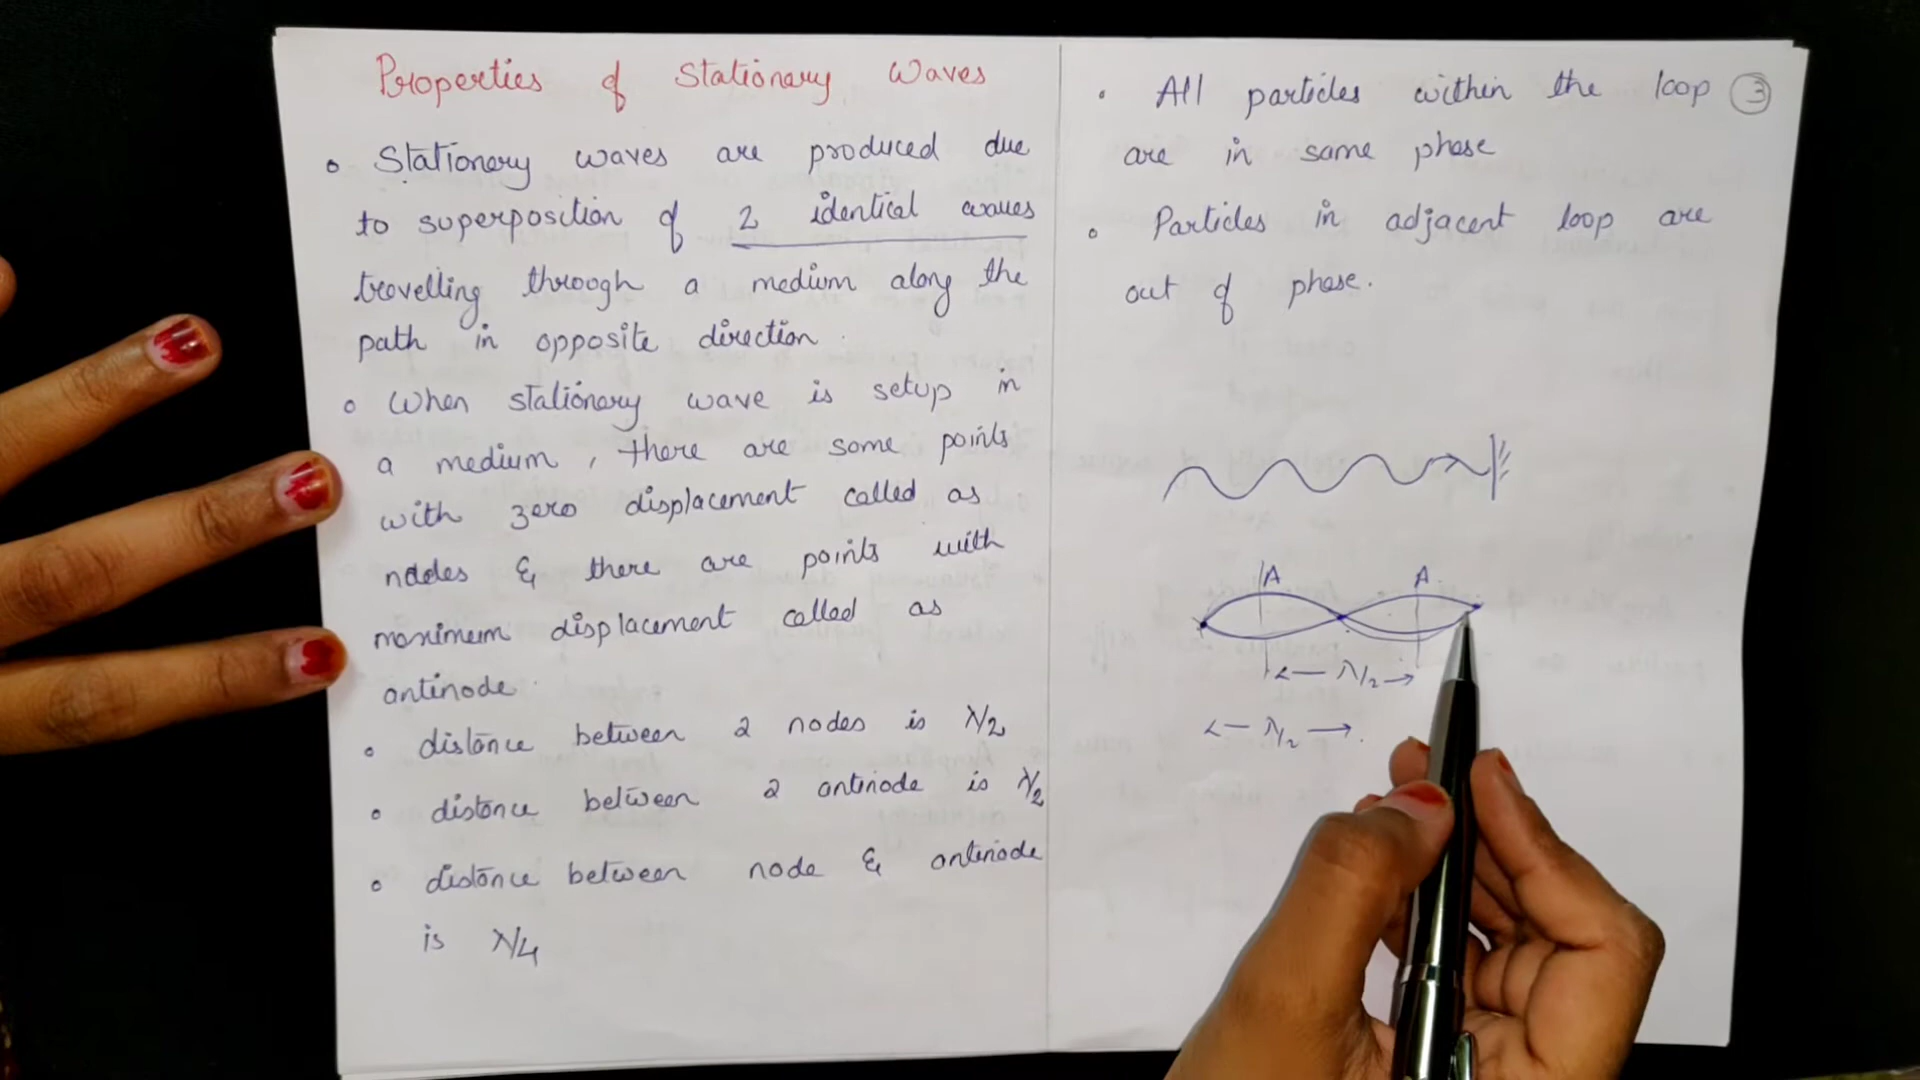 Properties of Stationary Waves
• Stationary waves are produced due
to superposition of 2 identical waves
travelling through a medium along the
path in opposite direction.
• When stationary wave is setup in
a medium, there are some points
with zero displacement called as
nodes & there are points with
maximum displacement called as
antinode.
• distance between 2 nodes is λ/2
• distance between 2 antinode is λ/2
• distance between node & antinode
is λ/4
• All particles within the loop
are in same phase
• Particles in adjacent loop are
out of phase.
3
A A
<— λ/2 —>
<— λ/2 —>.